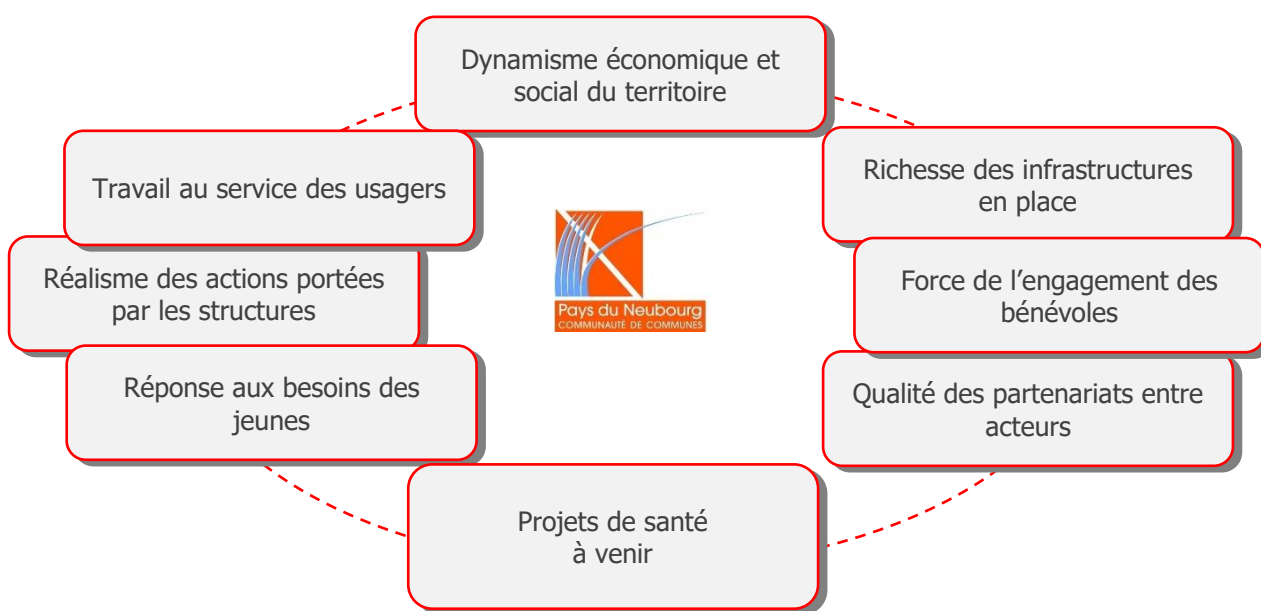 Dynamisme économique et
social du territoire
Travail au service des usagers
Richesse des infrastructures
en place
Réalisme des actions portées
par les structures
Force de l’engagement des
bénévoles
Réponse aux besoins des
jeunes
Qualité des partenariats entre
acteurs
Projets de santé
à venir
Pays du Neubourg
COMMUNAUTÉ DE COMMUNES